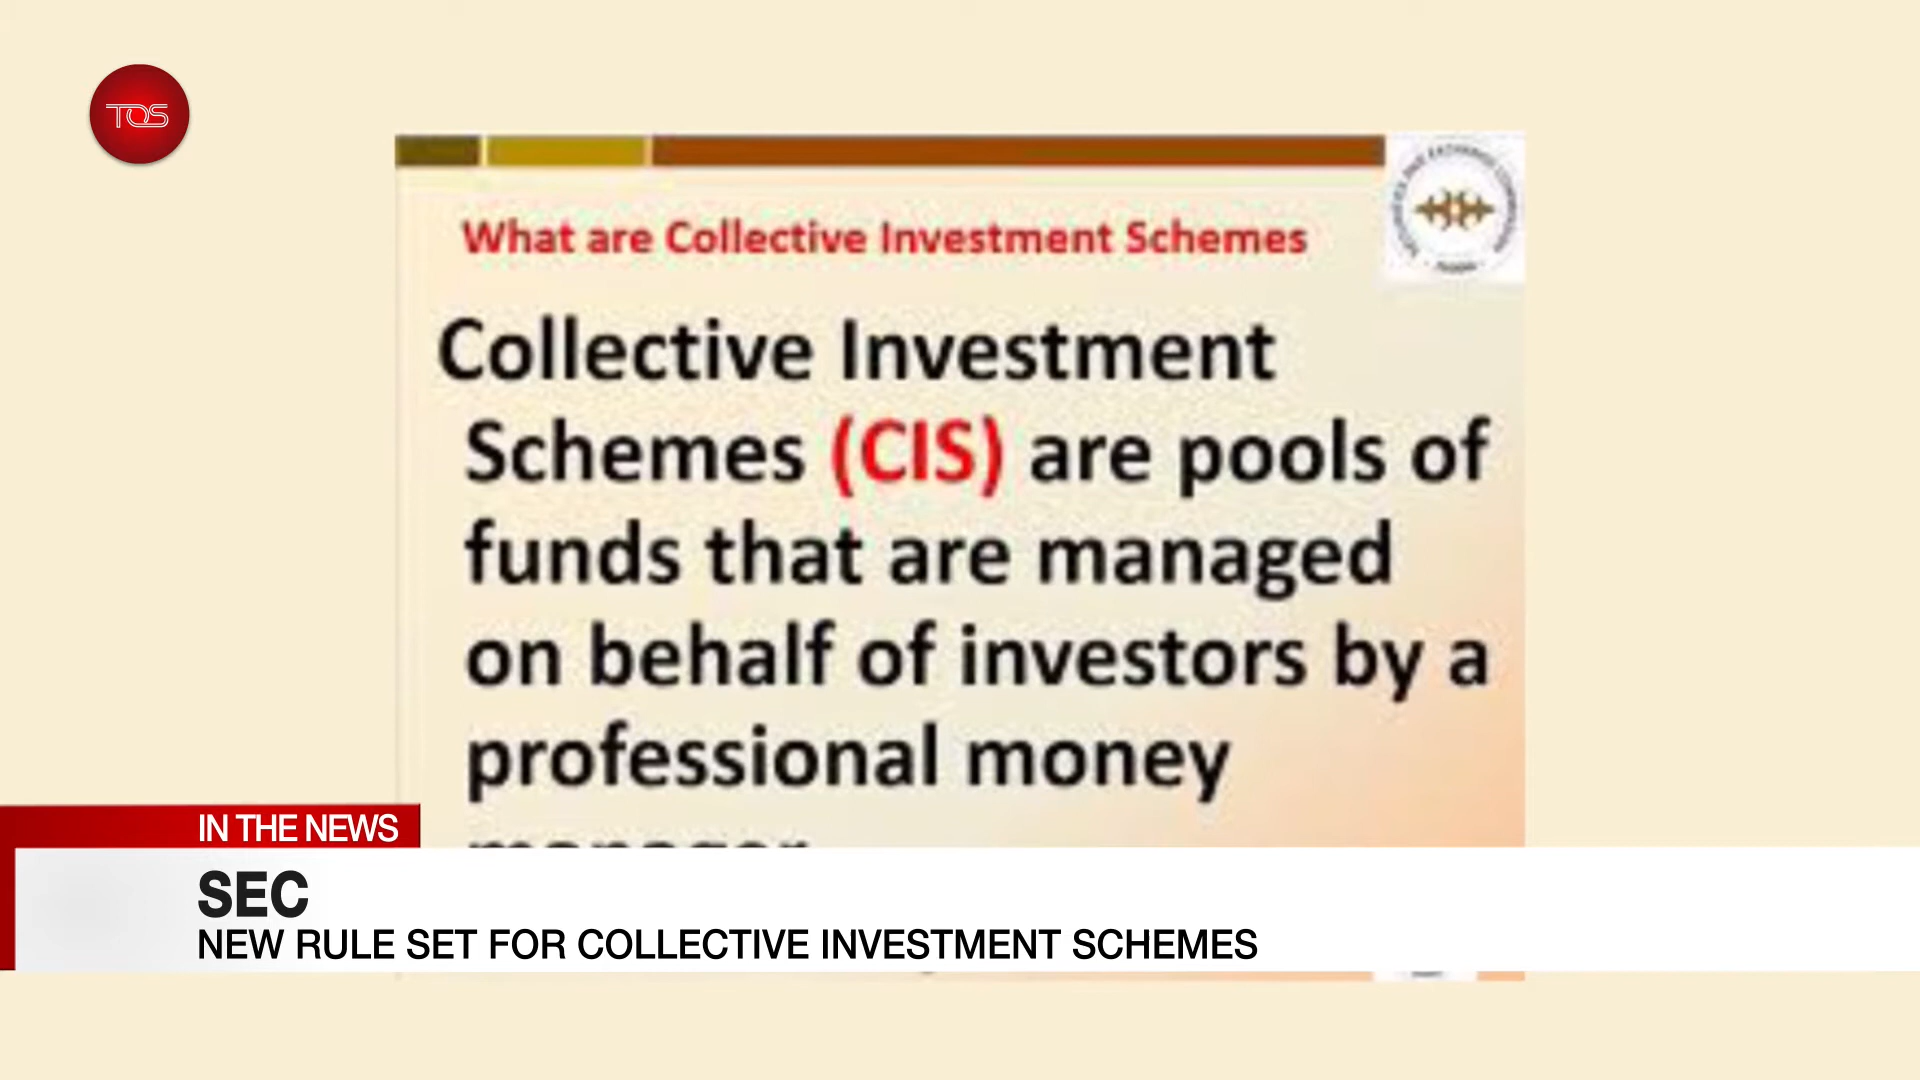 TOS
What are Collective Investment Schemes
Collective Investment
Schemes (CIS) are pools of
funds that are managed
on behalf of investors by a
professional money
IN THE NEWS
SEC
NEW RULE SET FOR COLLECTIVE INVESTMENT SCHEMES